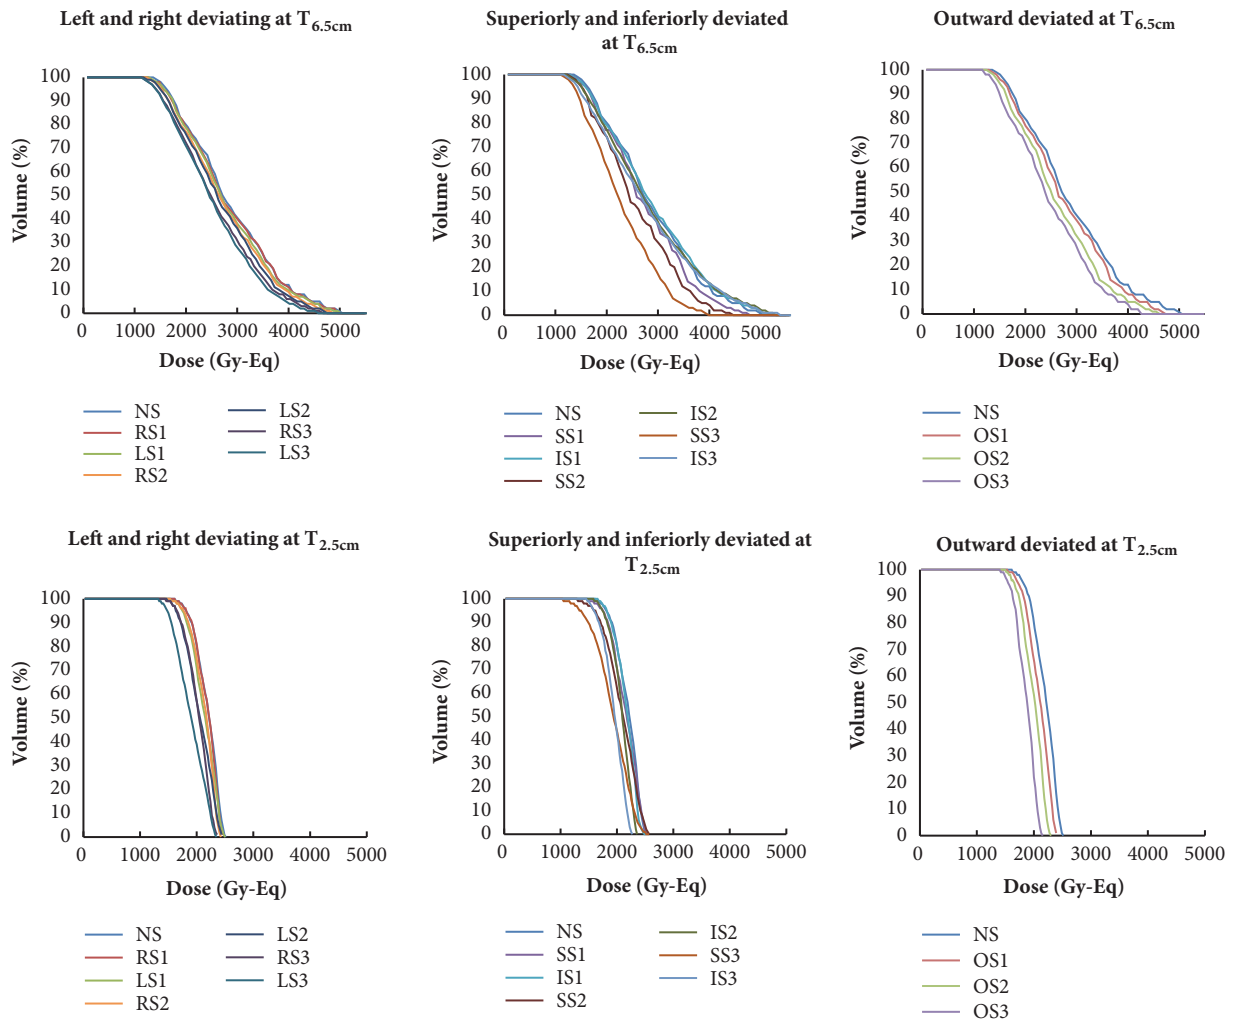 Left and right deviating at T6.5cm
100
90
80
70
60
50
40
30
20
10
0
Volume (%)
0 1000 2000 3000 4000 5000
Dose (Gy-Eq)
NS
RS1
LS1
RS2
LS2
RS3
LS3
Superiorly and inferiorly deviated
at T6.5cm
100
90
80
70
60
50
40
30
20
10
0
Volume (%)
0 1000 2000 3000 4000 5000
Dose (Gy-Eq)
NS
SS1
IS1
SS2
IS2
SS3
IS3
Outward deviated at T6.5cm
100
90
80
70
60
50
40
30
20
10
0
Volume (%)
0 1000 2000 3000 4000 5000
Dose (Gy-Eq)
NS
OS1
OS2
OS3
Left and right deviating at T2.5cm
100
90
80
70
60
50
40
30
20
10
0
Volume (%)
0 1000 2000 3000 4000 5000
Dose (Gy-Eq)
NS
RS1
LS1
RS2
LS2
RS3
LS3
Superiorly and inferiorly deviated at
T2.5cm
100
90
80
70
60
50
40
30
20
10
0
Volume (%)
0 1000 2000 3000 4000 5000
Dose (Gy-Eq)
NS
SS1
IS1
SS2
IS2
SS3
IS3
Outward deviated at T2.5cm
100
90
80
70
60
50
40
30
20
10
0
Volume (%)
0 1000 2000 3000 4000 5000
Dose (Gy-Eq)
NS
OS1
OS2
OS3